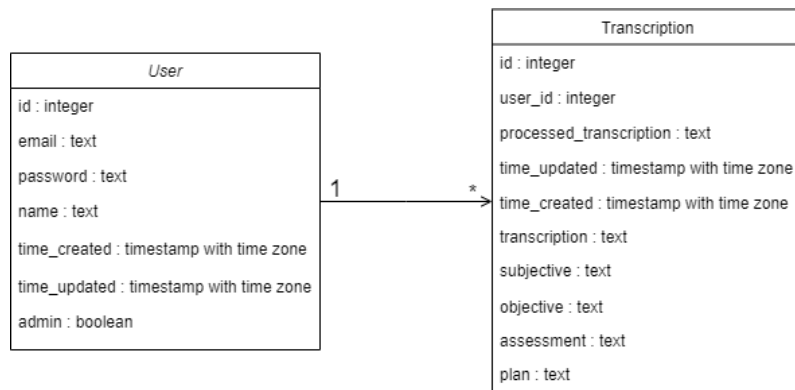 User
id : integer
email : text
password : text
name : text
time_created : timestamp with time zone
time_updated : timestamp with time zone
admin : boolean
1
*
Transcription
id : integer
user_id : integer
processed_transcription : text
time_updated : timestamp with time zone
time_created : timestamp with time zone
transcription : text
subjective : text
objective : text
assessment : text
plan : text